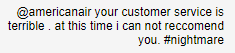 @americanair your customer service is
terrible . at this time i can not reccomend
you. #nightmare